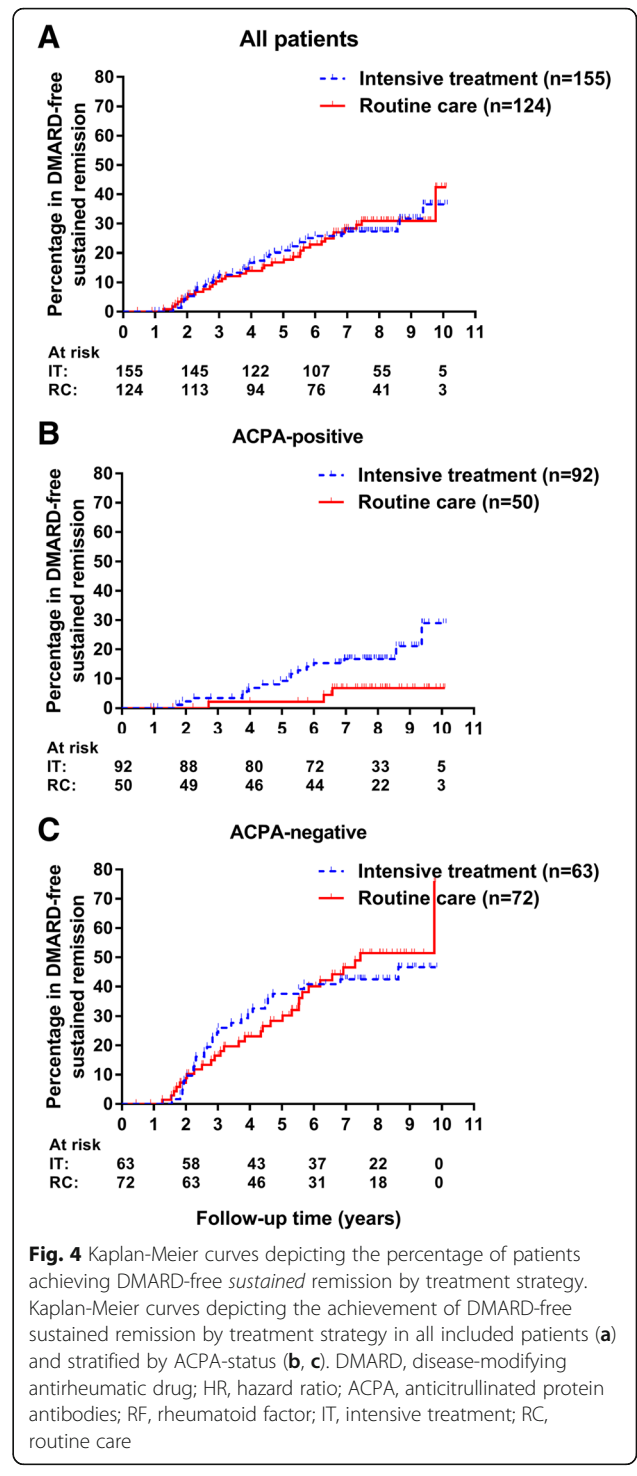 A
All patients
Intensive treatment (n=155)
Routine care (n=124)
Percentage in DMARD-free
sustained remission
80
70
60
50
40
30
20
10
0
0 1 2 3 4 5 6 7 8 9 10 11
At risk
IT: 155 145 122 107 55 5
RC: 124 113 94 76 41 3
B
ACPA-positive
Intensive treatment (n=92)
Routine care (n=50)
Percentage in DMARD-free
sustained remission
80
70
60
50
40
30
20
10
0
0 1 2 3 4 5 6 7 8 9 10 11
At risk
IT: 92 88 80 72 33 5
RC: 50 49 46 44 22 3
C
ACPA-negative
Intensive treatment (n=63)
Routine care (n=72)
Percentage in DMARD-free
sustained remission
80
70
60
50
40
30
20
10
0
0 1 2 3 4 5 6 7 8 9 10 11
At risk
IT: 63 58 43 37 22 0
RC: 72 63 46 31 18 0
Follow-up time (years)
Fig. 4 Kaplan-Meier curves depicting the percentage of patients
achieving DMARD-free sustained remission by treatment strategy.
Kaplan-Meier curves depicting the achievement of DMARD-free
sustained remission by treatment strategy in all included patients (a)
and stratified by ACPA-status (b, c). DMARD, disease-modifying
antirheumatic drug; HR, hazard ratio; ACPA, anticitrullinated protein
antibodies; RF, rheumatoid factor; IT, intensive treatment; RC,
routine care